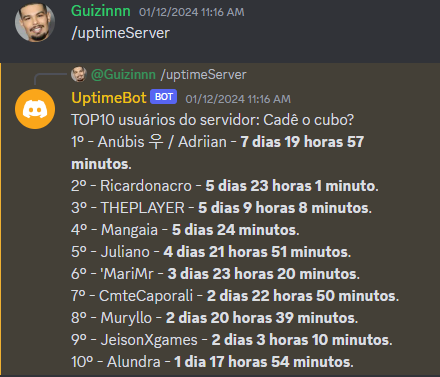 Guizinnn 01/12/2024 11:16 AM
/uptimeServer
@Guizinnn /uptimeServer
UptimeBot BOT 01/12/2024 11:16 AM
TOP10 usuários do servidor: Cadê o cubo?
1º - Anúbis 우 / Adriian - 7 dias 19 horas 57
minutos.
2º - Ricardonacro - 5 dias 23 horas 1 minuto.
3º - THEPLAYER - 5 dias 9 horas 8 minutos.
4º - Mangaia - 5 dias 24 minutos.
5º - Juliano - 4 dias 21 horas 51 minutos.
6º - 'MariMr - 3 dias 23 horas 20 minutos.
7º - CmteCaporali - 2 dias 22 horas 50 minutos.
8º - Muryllo - 2 dias 20 horas 39 minutos.
9º - JeisonXgames - 2 dias 3 horas 10 minutos.
10º - Alundra - 1 dia 17 horas 54 minutos.